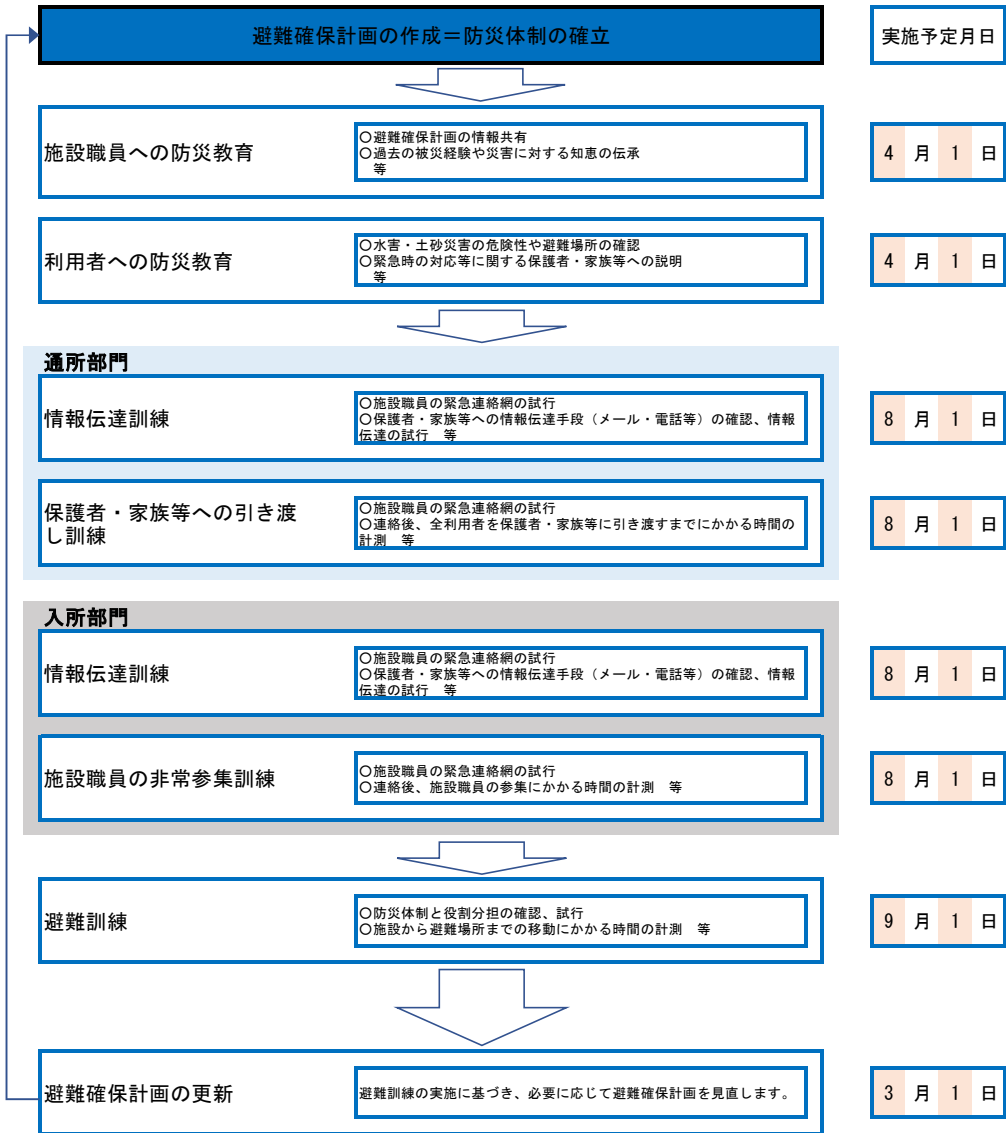 避難確保計画の作成＝防災体制の確立
実施予定月日
施設職員への防災教育
〇避難確保計画の情報共有
〇過去の被災経験や災害に対する知恵の伝承
等
4 月 1 日
利用者への防災教育
〇水害・土砂災害の危険性や避難場所の確認
〇緊急時の対応等に関する保護者・家族等への説明
等
4 月 1 日
通所部門
情報伝達訓練
〇施設職員の緊急連絡網の試行
〇保護者・家族等への情報伝達手段（メール・電話等）の確認、情報
伝達の試行　等
8 月 1 日
保護者・家族等への引き渡
し訓練
〇施設職員の緊急連絡網の試行
〇連絡後、全利用者を保護者・家族等に引き渡すまでにかかる時間の
計測　等
8 月 1 日
入所部門
情報伝達訓練
〇施設職員の緊急連絡網の試行
〇保護者・家族等への情報伝達手段（メール・電話等）の確認、情報
伝達の試行　等
8 月 1 日
施設職員の非常参集訓練
〇施設職員の緊急連絡網の試行
〇連絡後、施設職員の参集にかかる時間の計測　等
8 月 1 日
避難訓練
〇防災体制と役割分担の確認、試行
〇施設から避難場所までの移動にかかる時間の計測　等
9 月 1 日
避難確保計画の更新
避難訓練の実施に基づき、必要に応じて避難確保計画を見直します。
3 月 1 日